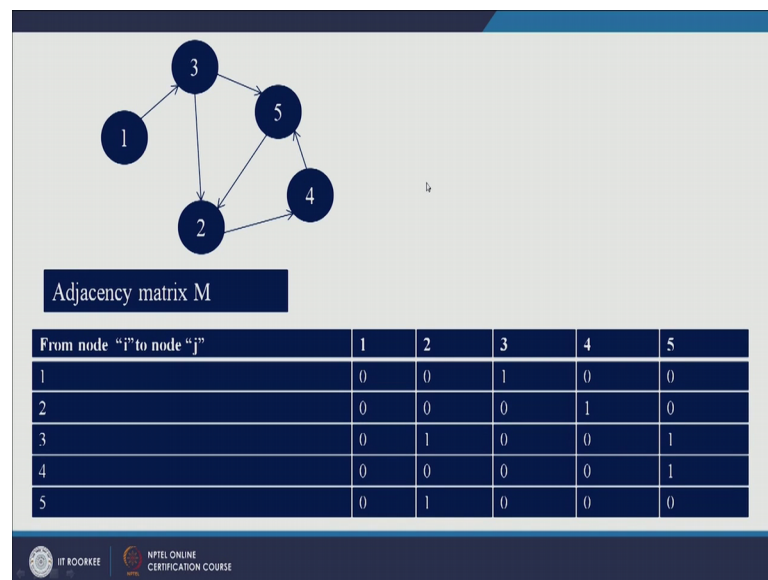 3
5
1
4
2
Adjacency matrix M
From node “i”to node “j” 1 2 3 4 5
1 0 0 1 0 0
2 0 0 0 1 0
3 0 1 0 0 1
4 0 0 0 0 1
5 0 1 0 0 0
IIT ROORKEE
NPTEL ONLINE
CERTIFICATION COURSE
NPTEL